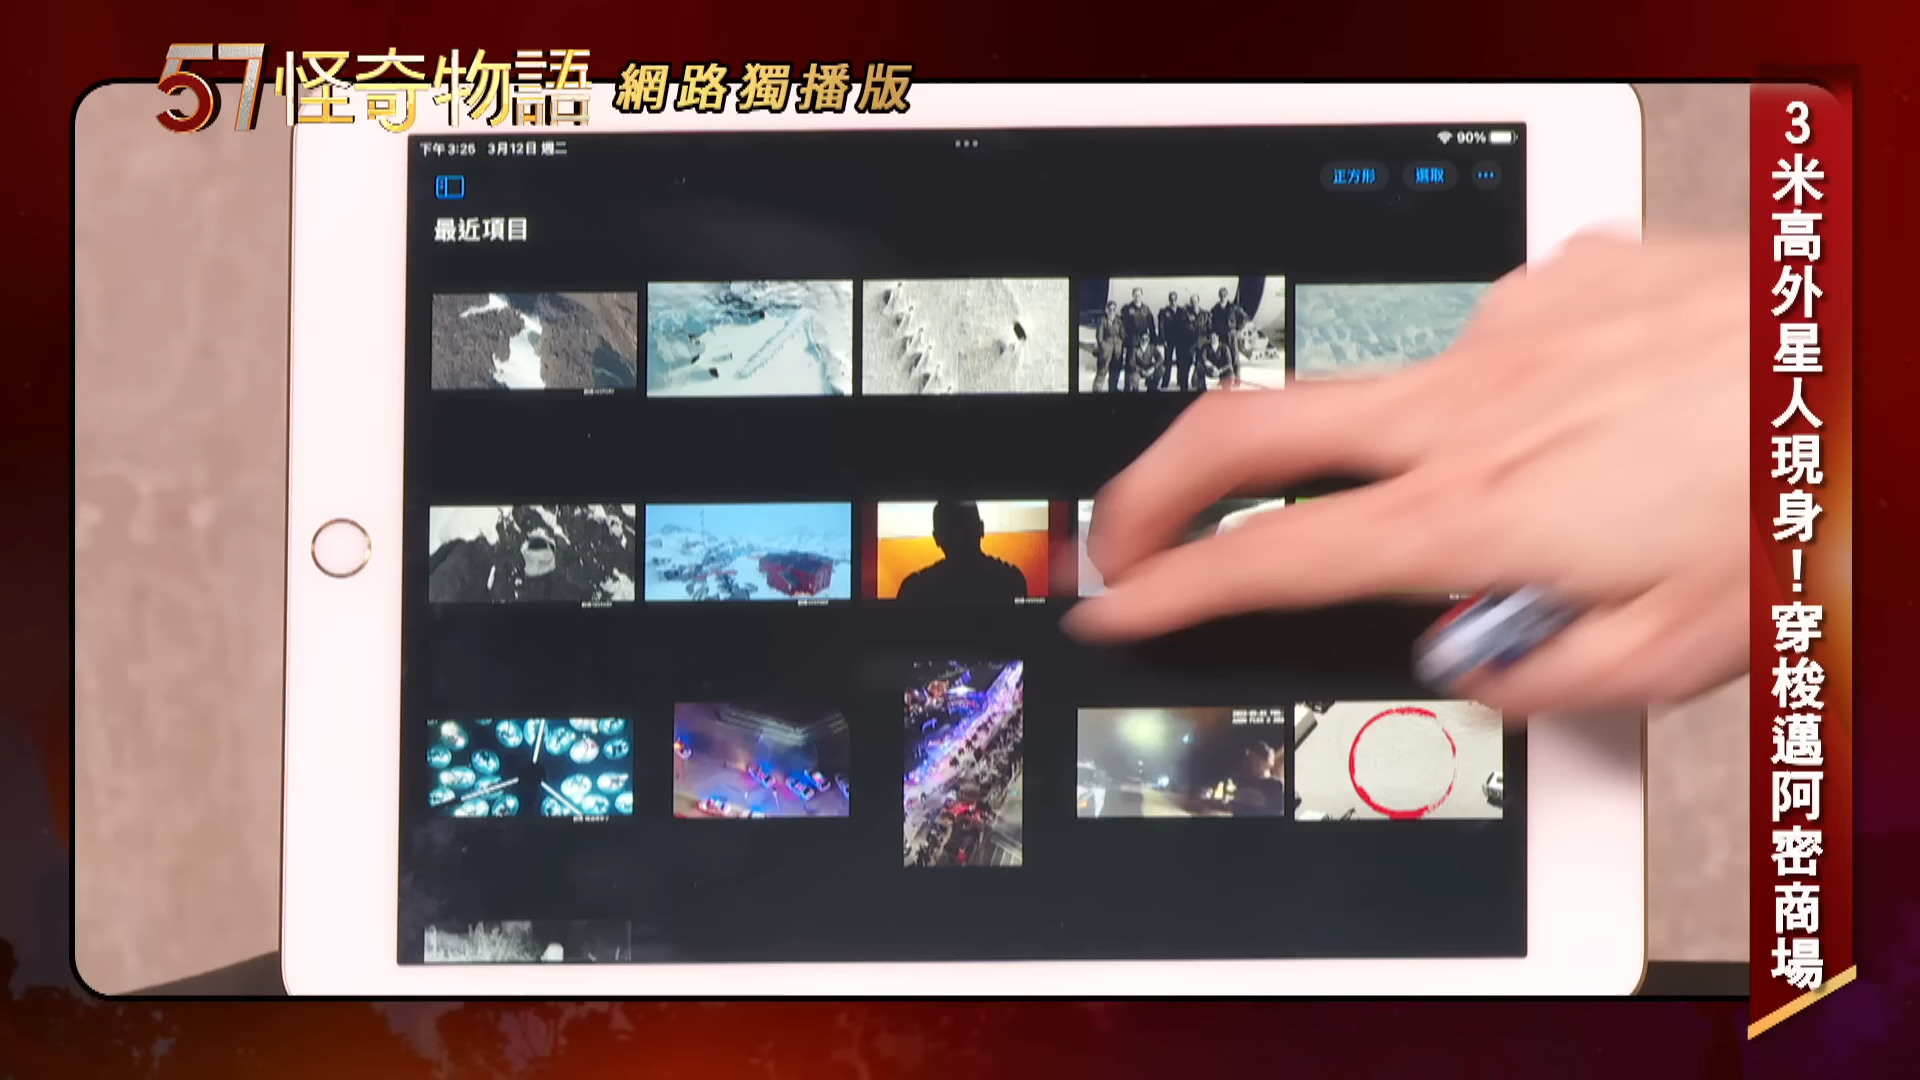 57怪奇物語 網路獨播版
下午3:25 3月12日 週二
90%
正方形 選取
最近項目
3米高外星人現身！穿梭邁阿密商場